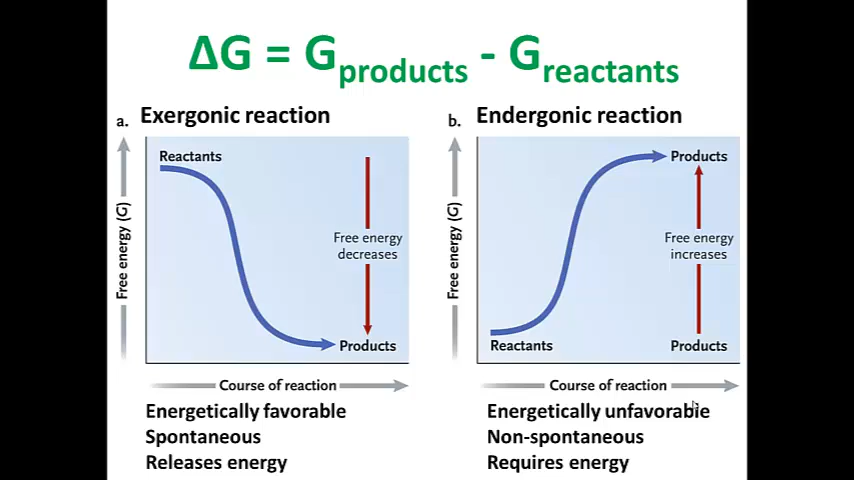 ΔG = Gproducts - Greactants
a. Exergonic reaction
Free energy (G)
Reactants
Free energy
decreases
Products
Course of reaction
Energetically favorable
Spontaneous
Releases energy
b. Endergonic reaction
Free energy (G)
Products
Free energy
increases
Reactants
Products
Course of reaction
Energetically unfavorable
Non-spontaneous
Requires energy